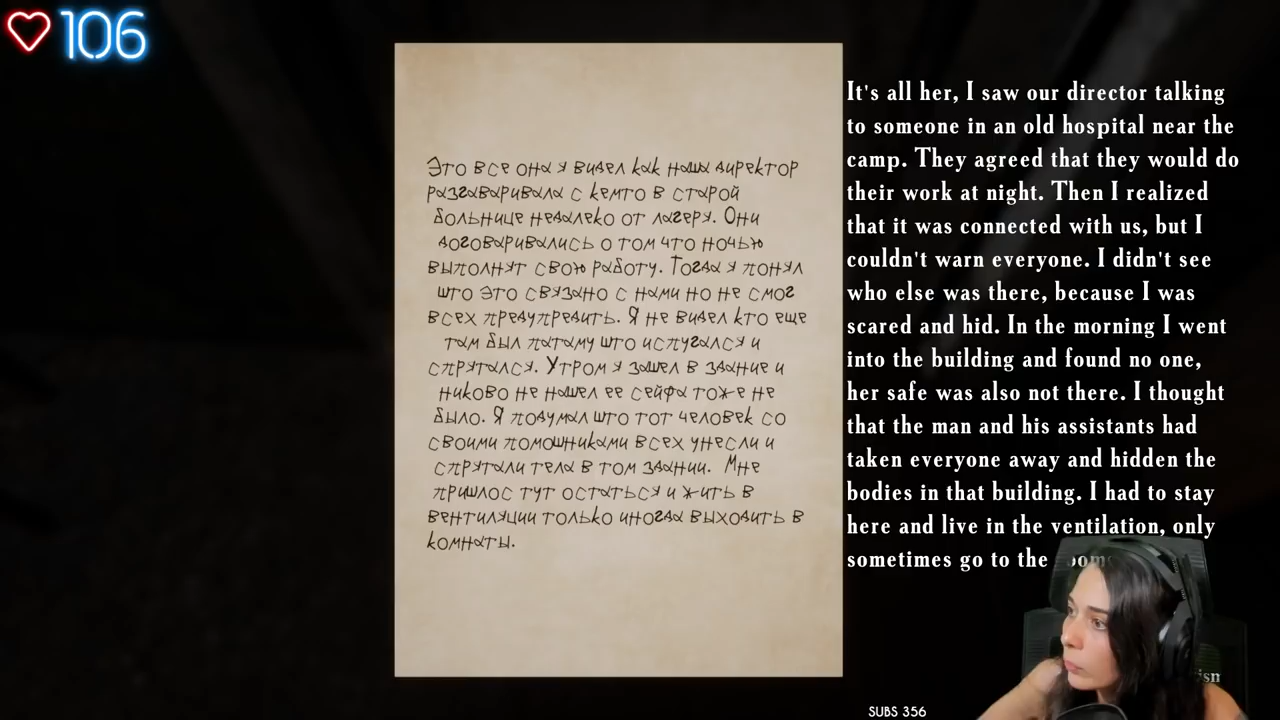 106
Это все она я видел как наша директор
разгаваривала с кемто в старой
больнице недалеко от лагеря. Они
договаривались о том что ночью
выполнят свою работу. Тогда я понял
што это связано с нами но не смог
всех предупредить. Я не видел кто еще
там был патаму што испугался и
спрятался. Утром я зашел в здание и
никово не нашел ее сейфа тоже не
было. Я подумал што тот человек со
своими помошниками всех унесли и
спрятали тела в том здании. Мне
пришлос тут остаться и жить в
вентиляции только иногда выходить в
комнаты.
It's all her, I saw our director talking
to someone in an old hospital near the
camp. They agreed that they would do
their work at night. Then I realized
that it was connected with us, but I
couldn't warn everyone. I didn't see
who else was there, because I was
scared and hid. In the morning I went
into the building and found no one,
her safe was also not there. I thought
that the man and his assistants had
taken everyone away and hidden the
bodies in that building. I had to stay
here and live in the ventilation, only
sometimes go to the
SUBS 356